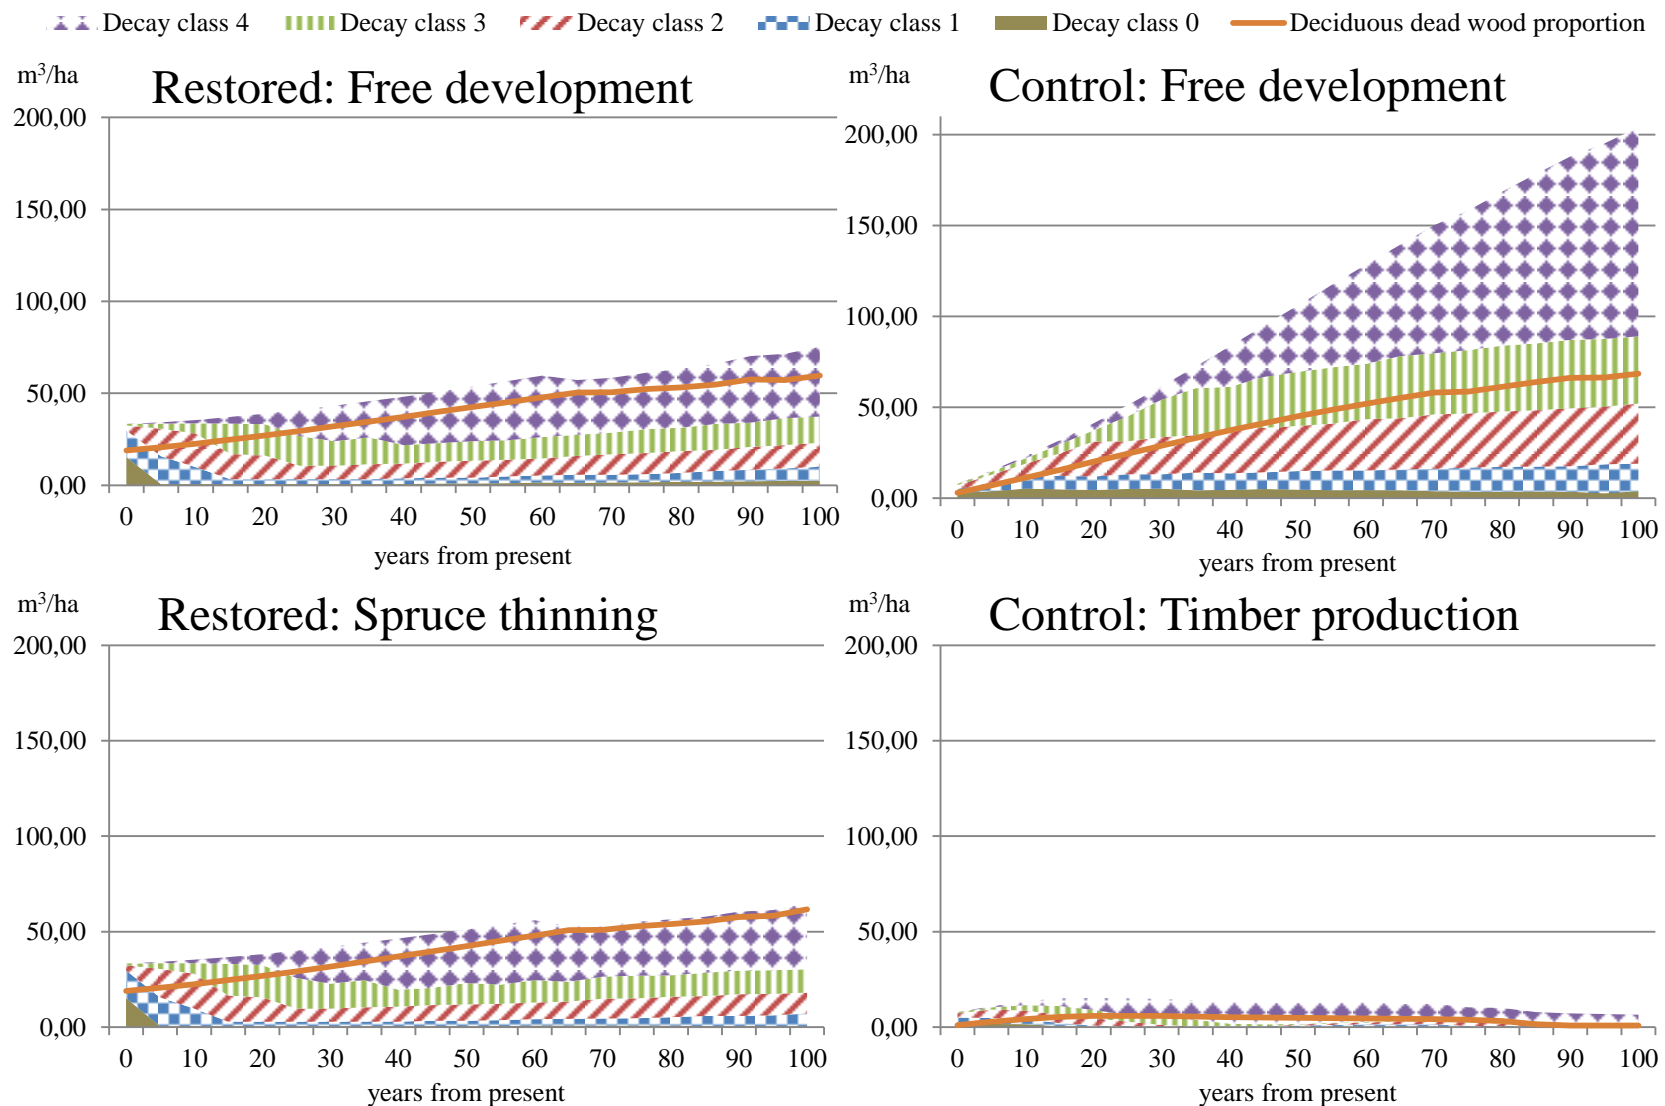 Decay class 4 Decay class 3 Decay class 2 Decay class 1 Decay class 0 Deciduous dead wood proportion
m³/ha
Restored: Free development
200,00
150,00
100,00
50,00
0,00
0 10 20 30 40 50 60 70 80 90 100
years from present
m³/ha
Control: Free development
200,00
150,00
100,00
50,00
0,00
0 10 20 30 40 50 60 70 80 90 100
years from present
m³/ha
Restored: Spruce thinning
200,00
150,00
100,00
50,00
0,00
0 10 20 30 40 50 60 70 80 90 100
years from present
m³/ha
Control: Timber production
200,00
150,00
100,00
50,00
0,00
0 10 20 30 40 50 60 70 80 90 100
years from present